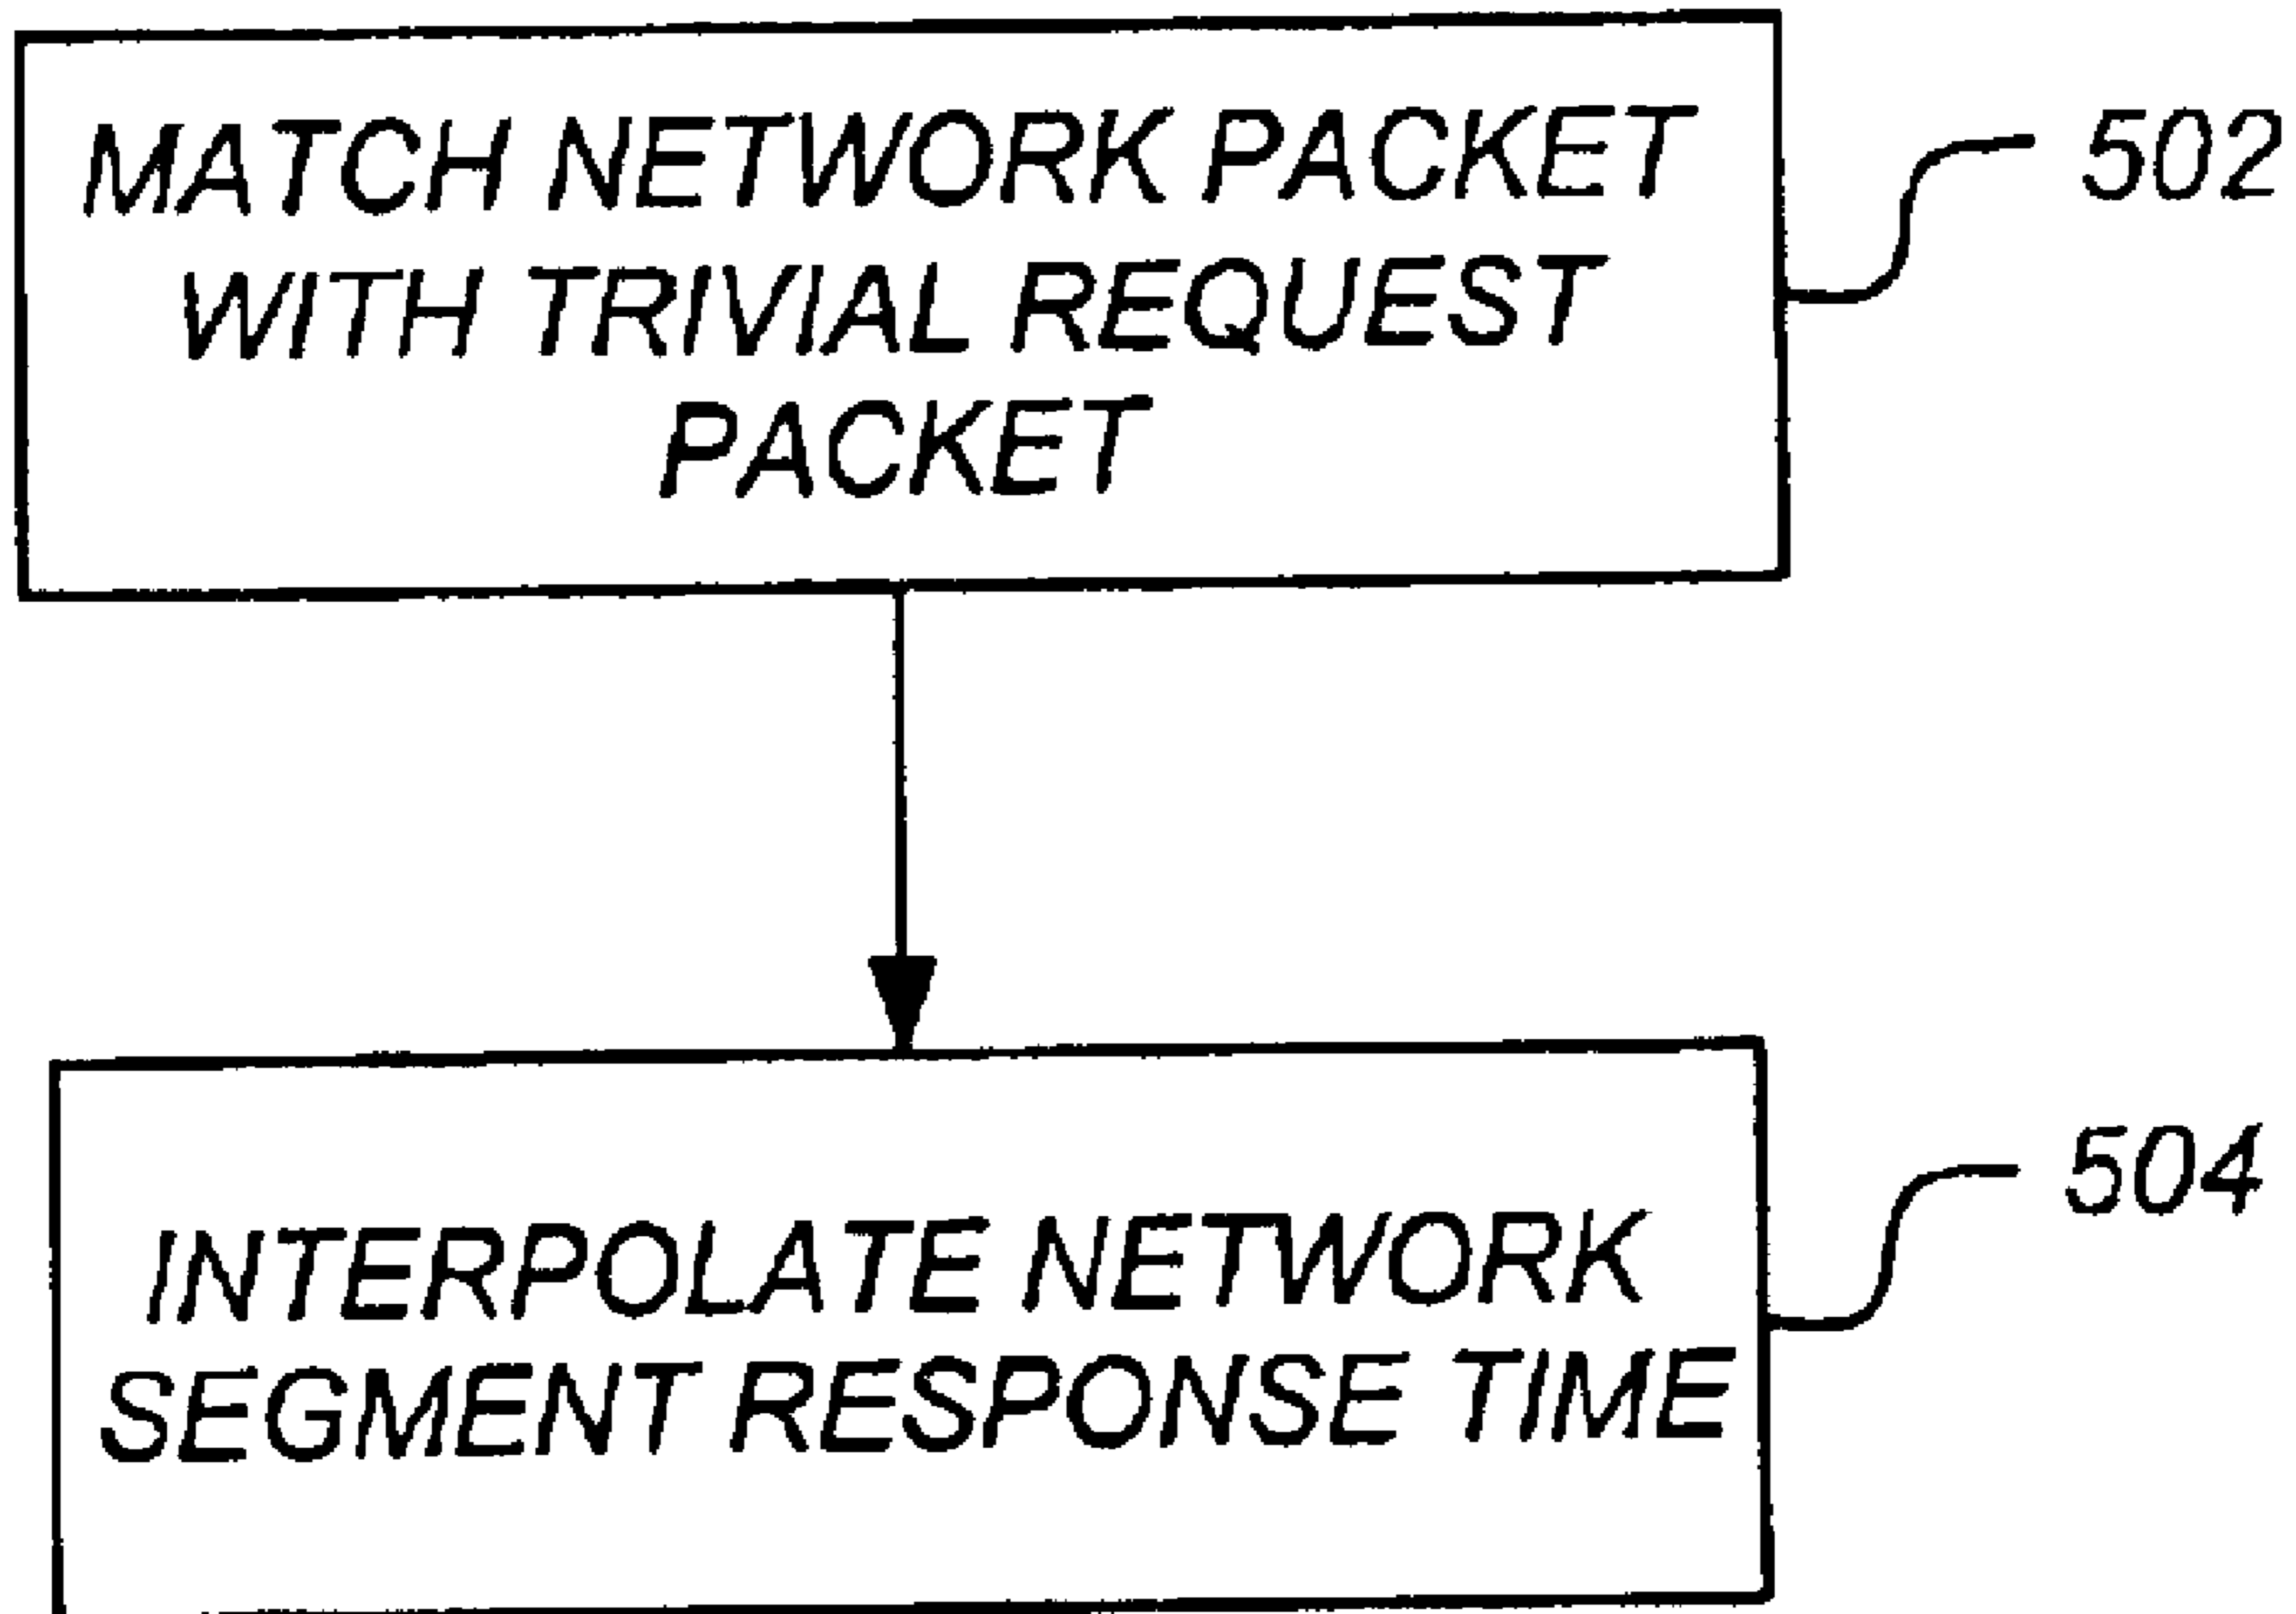 MATCH NETWORK PACKET
WITH TRIVIAL REQUEST
PACKET
502
INTERPOLATE NETWORK
SEGMENT RESPONSE TIME
504